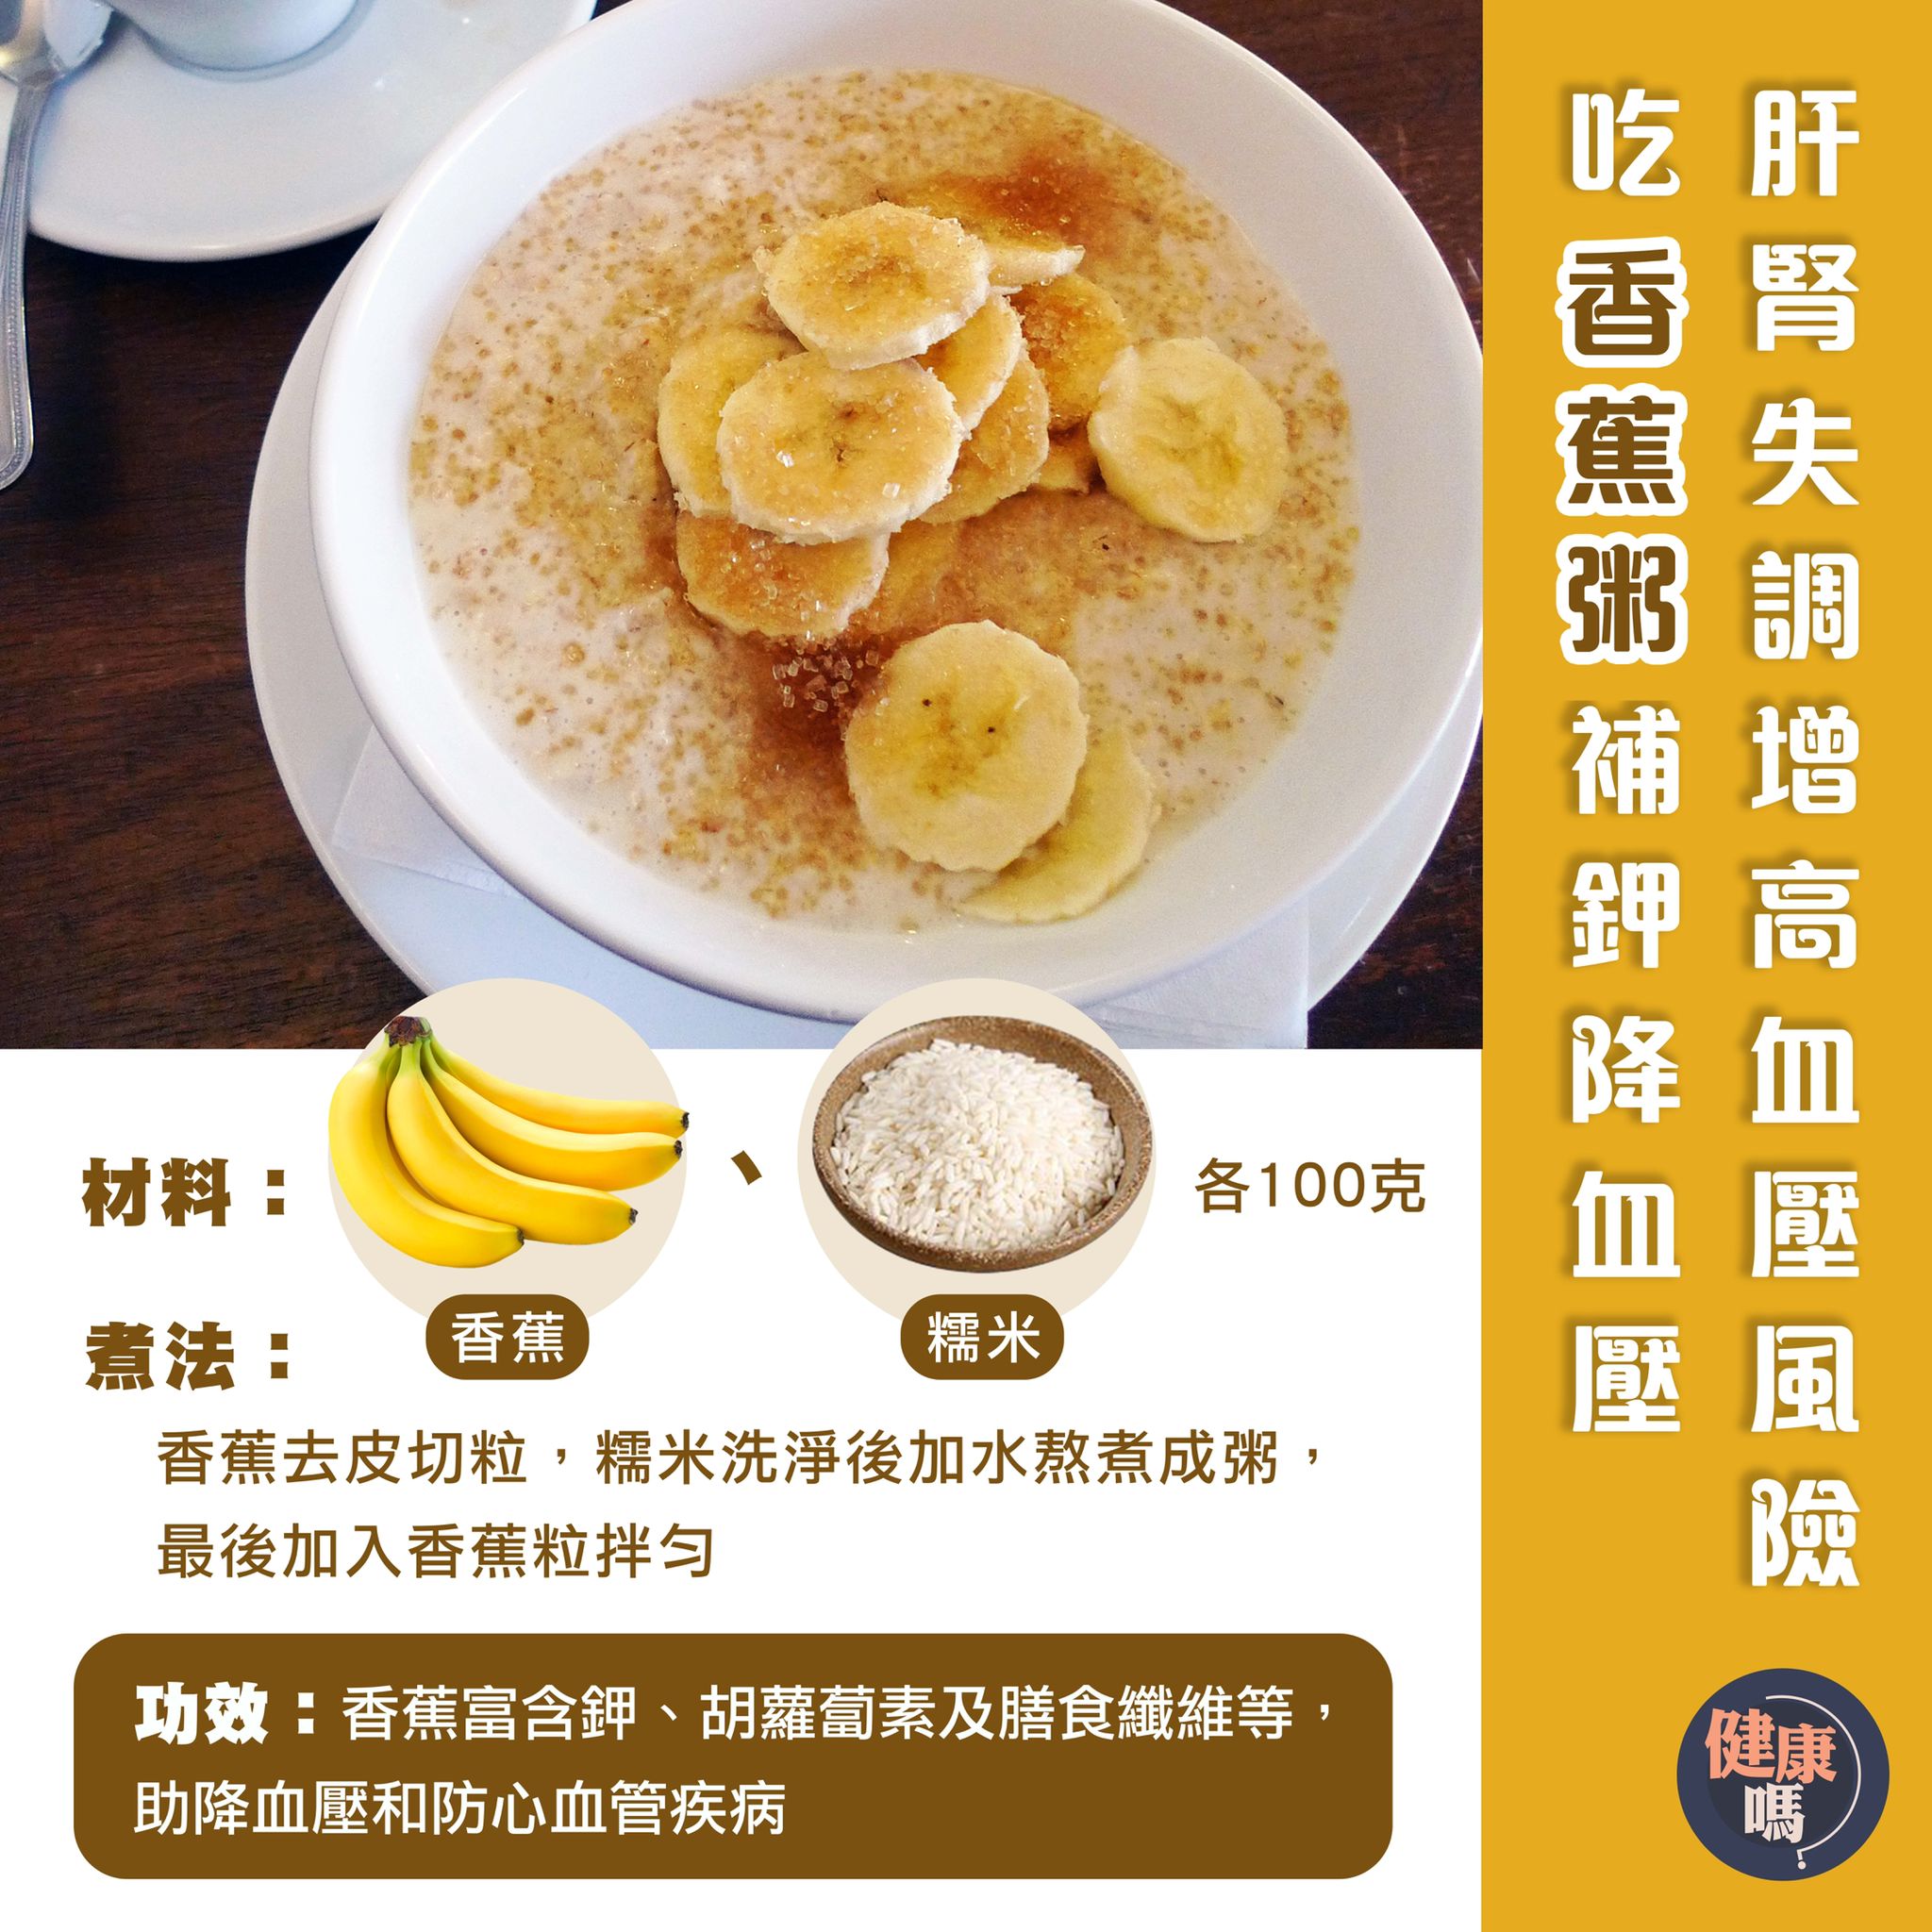 肝腎失調增高血壓風險
吃香蕉粥補鉀降血壓
材料：
、
各100克
香蕉
糯米
煮法：
香蕉去皮切粒，糯米洗淨後加水熬煮成粥，
最後加入香蕉粒拌勻
功效：香蕉富含鉀、胡蘿蔔素及膳食纖維等，
助降血壓和防心血管疾病
健康
嗎?